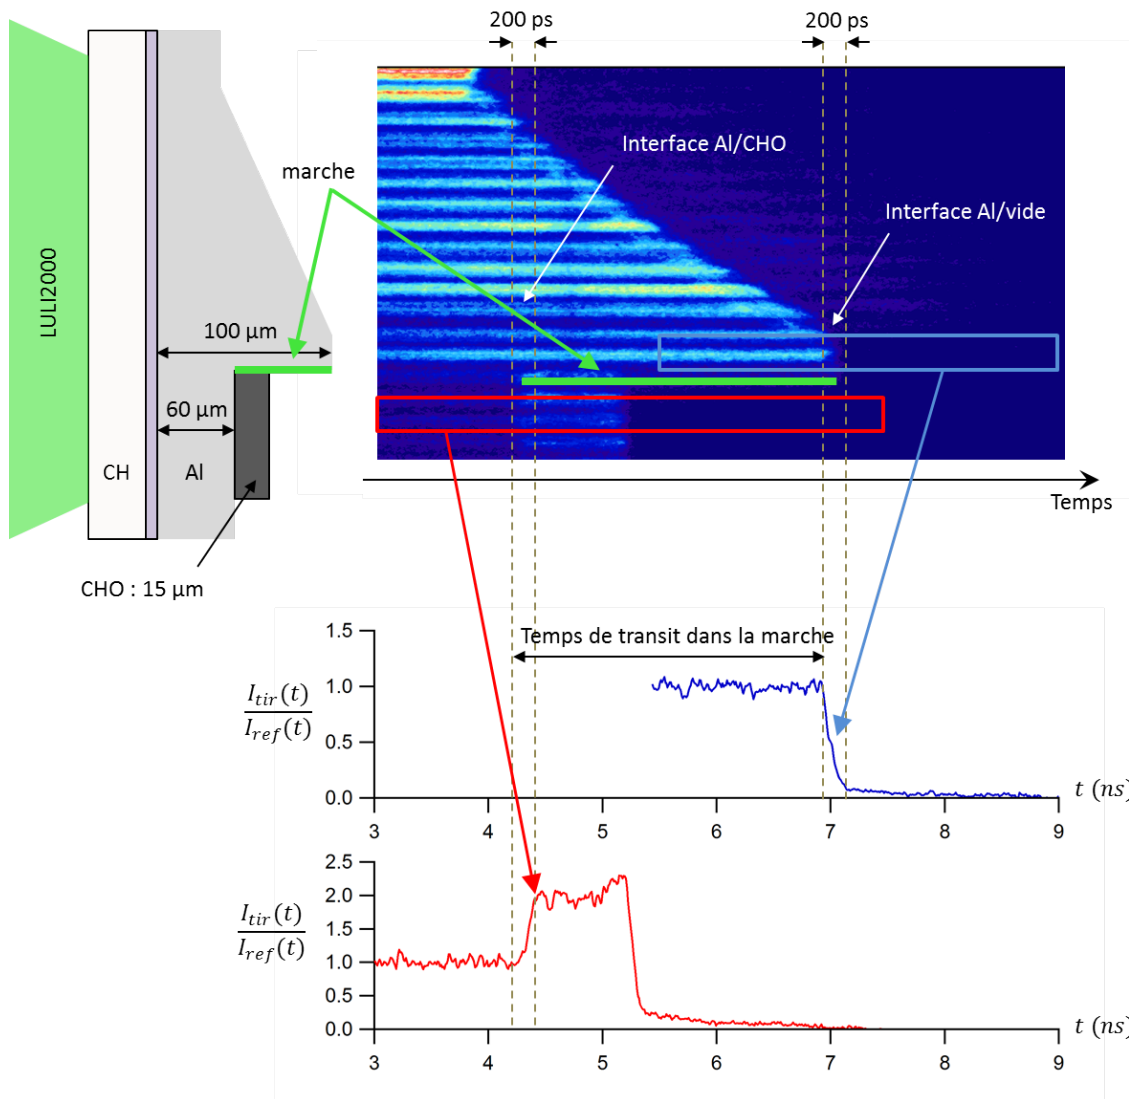 200 ps
200 ps
Interface Al/CHO
marche
Interface Al/vide
LULI2000
100 µm
60 µm
CH
Al
Temps
CHO : 15 µm
Temps de transit dans la marche
1.5
1.0
0.5
0.0
I_tir(t)
I_ref(t)
3 4 5 6 7 8 9
t (ns)
2.5
2.0
1.5
1.0
0.5
0.0
I_tir(t)
I_ref(t)
3 4 5 6 7 8 9
t (ns)